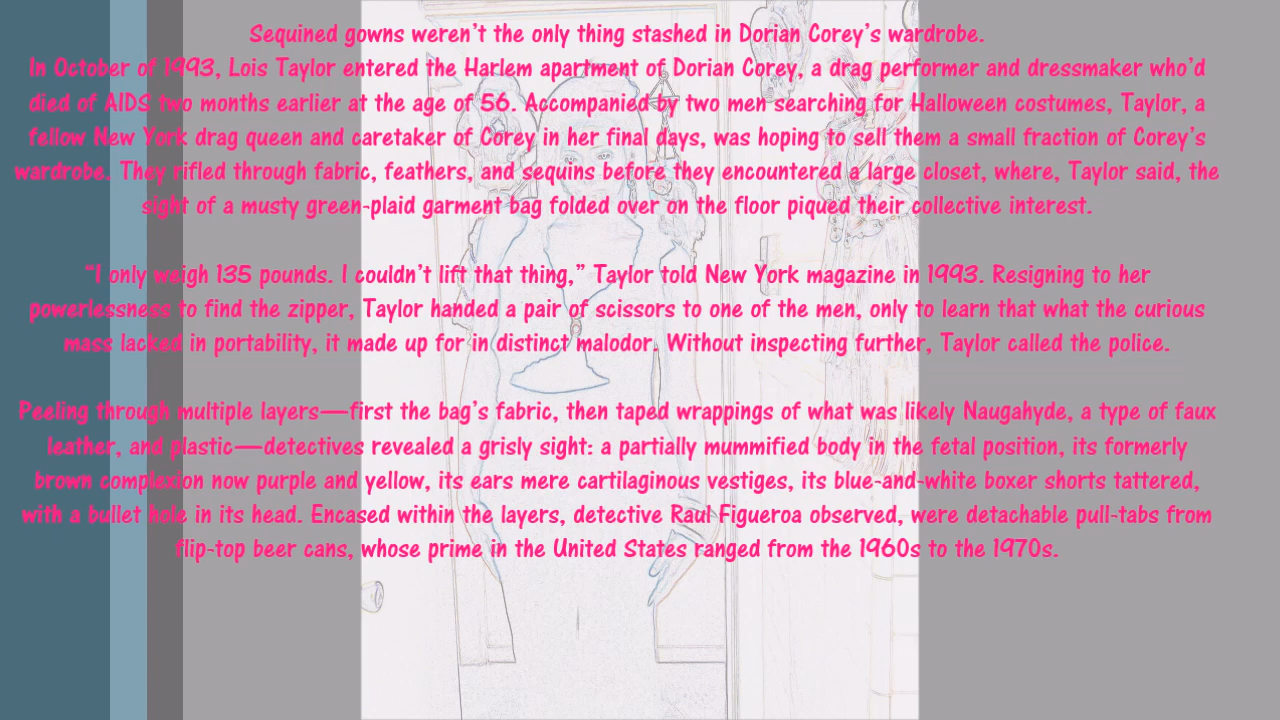 Sequined gowns weren’t the only thing stashed in Dorian Corey’s wardrobe.
In October of 1993, Lois Taylor entered the Harlem apartment of Dorian Corey, a drag performer and dressmaker who’d
died of AIDS two months earlier at the age of 56. Accompanied by two men searching for Halloween costumes, Taylor, a
fellow New York drag queen and caretaker of Corey in her final days, was hoping to sell them a small fraction of Corey’s
wardrobe. They rifled through fabric, feathers, and sequins before they encountered a large closet, where, Taylor said, the
sight of a musty green-plaid garment bag folded over on the floor piqued their collective interest.
“I only weigh 135 pounds. I couldn’t lift that thing,” Taylor told New York magazine in 1993. Resigning to her
powerlessness to find the zipper, Taylor handed a pair of scissors to one of the men, only to learn that what the curious
mass lacked in portability, it made up for in distinct malodor. Without inspecting further, Taylor called the police.
Peeling through multiple layers—first the bag’s fabric, then taped wrappings of what was likely Naugahyde, a type of faux
leather, and plastic—detectives revealed a grisly sight: a partially mummified body in the fetal position, its formerly
brown complexion now purple and yellow, its ears mere cartilaginous vestiges, its blue-and-white boxer shorts tattered,
with a bullet hole in its head. Encased within the layers, detective Raul Figueroa observed, were detachable pull-tabs from
flip-top beer cans, whose prime in the United States ranged from the 1960s to the 1970s.